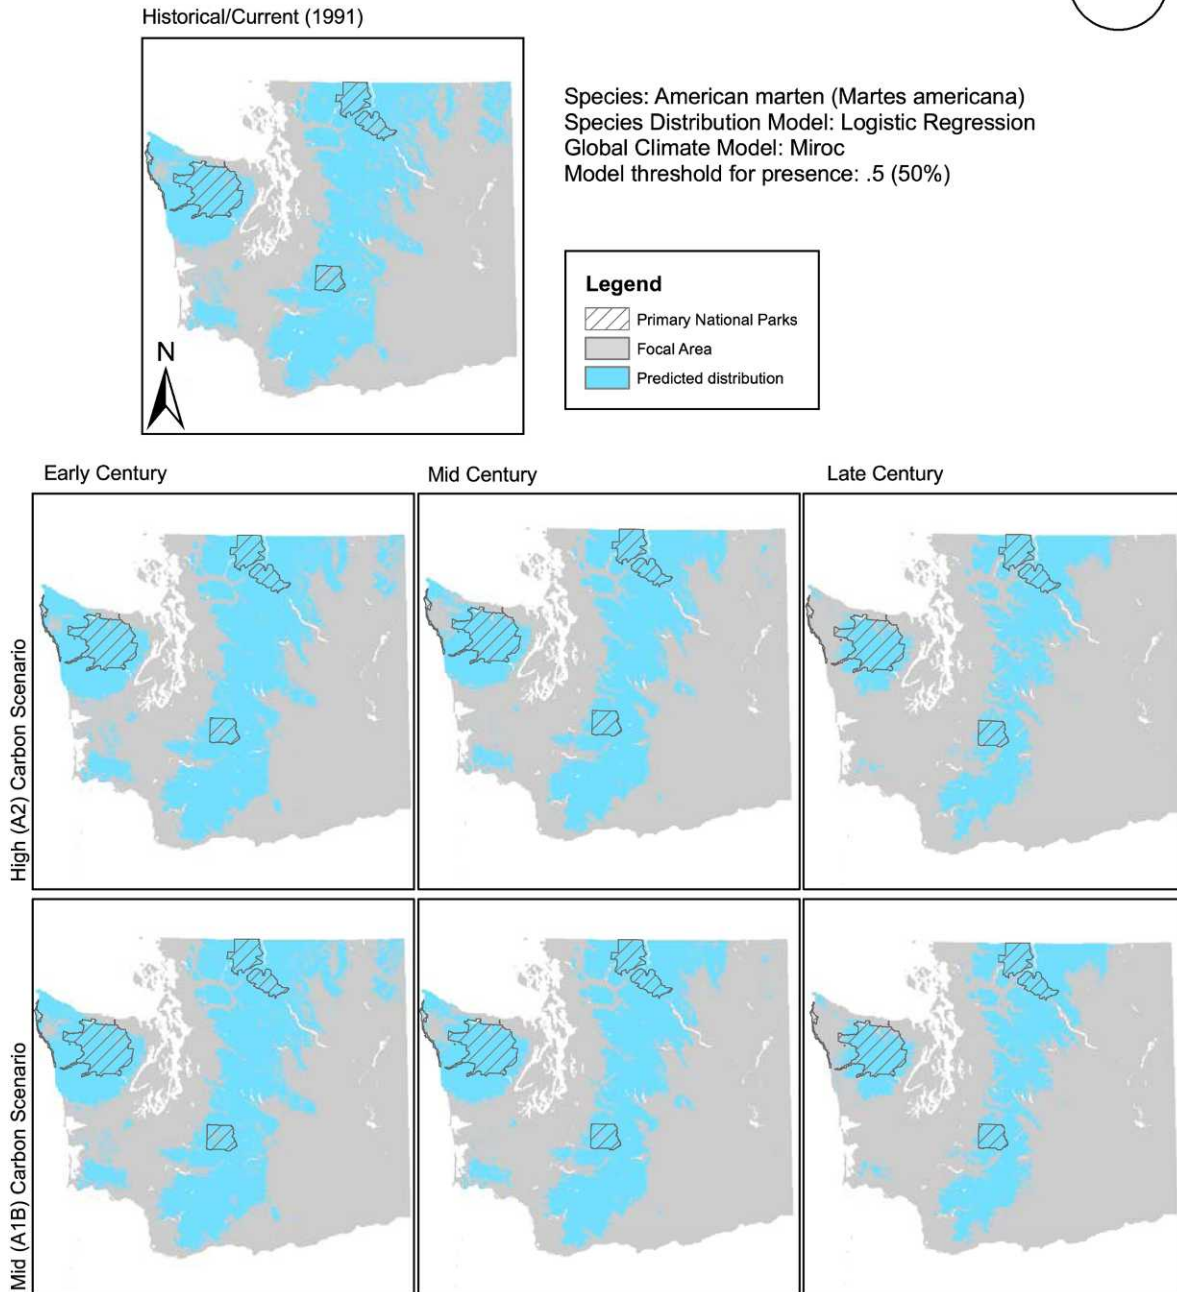 Historical/Current (1991)
Species: American marten (Martes americana)
Species Distribution Model: Logistic Regression
Global Climate Model: Miroc
Model threshold for presence: .5 (50%)
Legend
Primary National Parks
Focal Area
Predicted distribution
N
Early Century
Mid Century
Late Century
High (A2) Carbon Scenario
Mid (A1B) Carbon Scenario